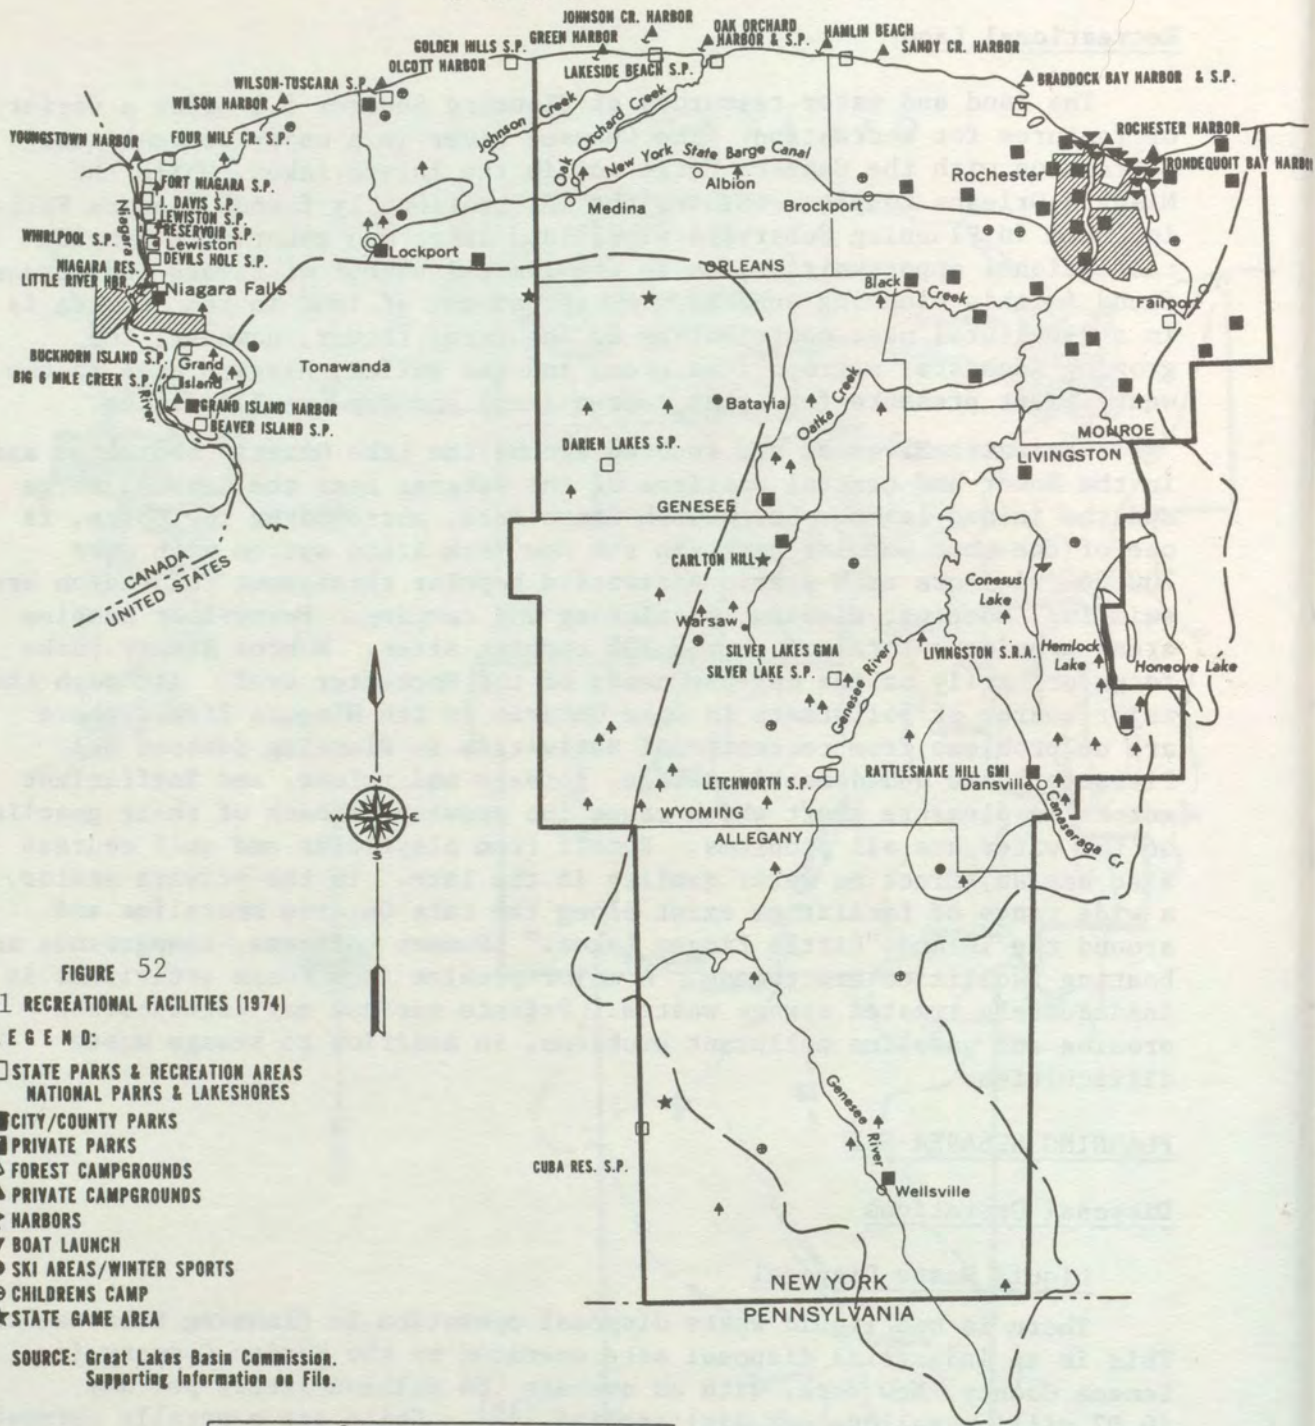 JOHNSON CR. HARBOR
GREEN HARBOR
OAK ORCHARD
HARBOR & S.P.
HAMLIN BEACH
SANDY CR. HARBOR
GOLDEN HILLS S.P.
OLCOTT HARBOR
LAKESIDE BEACH S.P.
BRADDOCK BAY HARBOR & S.P.
WILSON-TUSCARA S.P.
WILSON HARBOR
YOUNGSTOWN HARBOR
FOUR MILE CR. S.P.
ROCHESTER HARBOR
IRONDEQUOIT BAY HARBOR
Johnson Creek
Oak Orchard Creek
New York State Barge Canal
Oak
Albion
Medina
Brockport
Rochester
FORT NIAGARA S.P.
J. DAVIS S.P.
LEWISTON S.P.
RESERVOIR S.P.
Lewiston
WHIRLPOOL S.P.
DEVILS HOLE S.P.
NIAGARA RES.
LITTLE RIVER HBR.
Niagara Falls
Niagara
River
Lockport
ORLEANS
Black
Creek
Fairport
BUCKHORN ISLAND S.P.
Grand
Island
BIG 6 MILE CREEK S.P.
GRAND ISLAND HARBOR
BEAVER ISLAND S.P.
Tonawanda
Batavia
Oatka Creek
MONROE
LIVINGSTON
DARIEN LAKES S.P.
GENESEE
CARLTON HILL
CANADA
UNITED STATES
Conesus
Lake
Warsaw
SILVER LAKES GMA
SILVER LAKE S.P.
Genesee River
LIVINGSTON S.R.A.
Hemlock
Lake
Honeoye Lake
LETCHWORTH S.P.
RATTLESNAKE HILL GMI
Dansville
Canaseraga Cr
WYOMING
ALLEGANY
N
W
E
S
FIGURE 52
1 RECREATIONAL FACILITIES (1974)
EGEND:
STATE PARKS & RECREATION AREAS
NATIONAL PARKS & LAKESHORES
CITY/COUNTY PARKS
PRIVATE PARKS
FOREST CAMPGROUNDS
PRIVATE CAMPGROUNDS
HARBORS
BOAT LAUNCH
SKI AREAS/WINTER SPORTS
CHILDRENS CAMP
STATE GAME AREA
SOURCE: Great Lakes Basin Commission.
Supporting Information on File.
CUBA RES. S.P.
Genesee
River
Wellsville
NEW YORK
PENNSYLVANIA